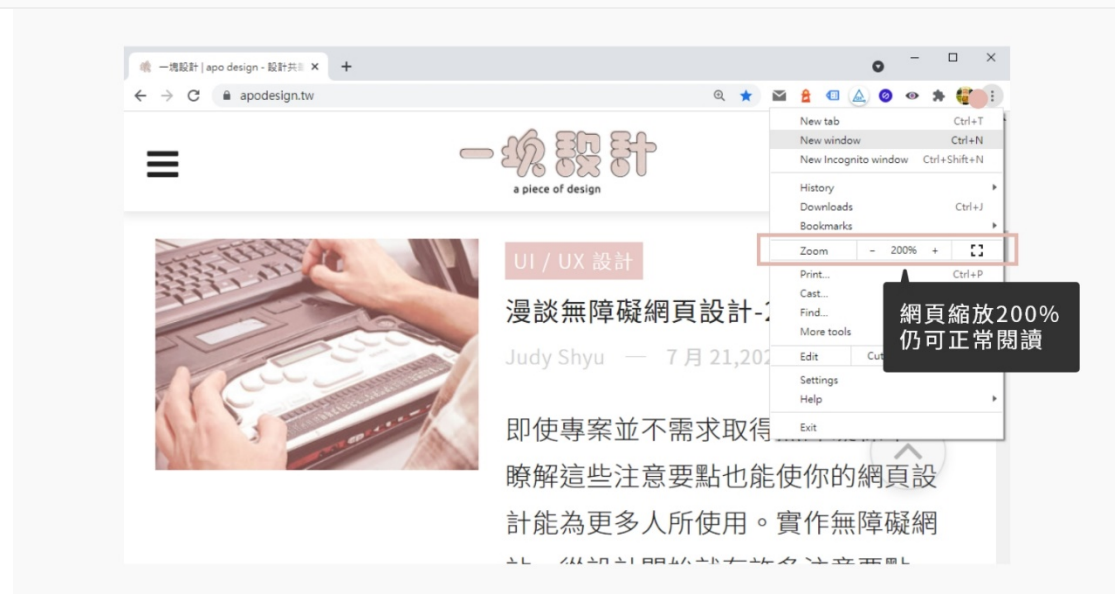 一塊設計 | apo design - 設計共
apodesign.tw
一塊設計
a piece of design
New tab Ctrl+T
New window Ctrl+N
New Incognito window Ctrl+Shift+N
History
Downloads Ctrl+J
Bookmarks
Zoom - 200% +
Print... Ctrl+P
Cast...
Find...
More tools
Edit Cut
Settings
Help
Exit
網頁縮放200%
仍可正常閱讀
UI / UX 設計
漫談無障礙網頁設計-
Judy Shyu — 7 月 21,202
即使專案並不需求取得
瞭解這些注意要點也能使你的網頁設
計能為更多人所使用。實作無障礙網